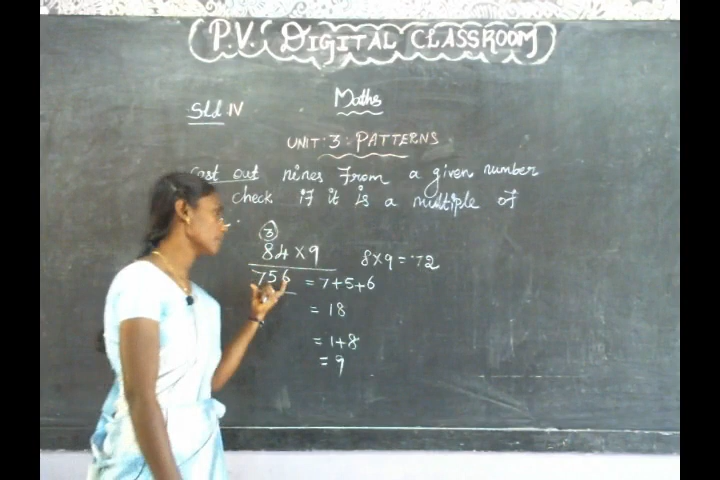 P.V. DIGITAL CLASSROOM
Maths
Std IV
UNIT: 3: PATTERNS
Cast out nines from a given number
check if it is a multiple of
3
84 × 9
8 × 9 = 72
756 = 7+5+6
= 18
= 1+8
= 9